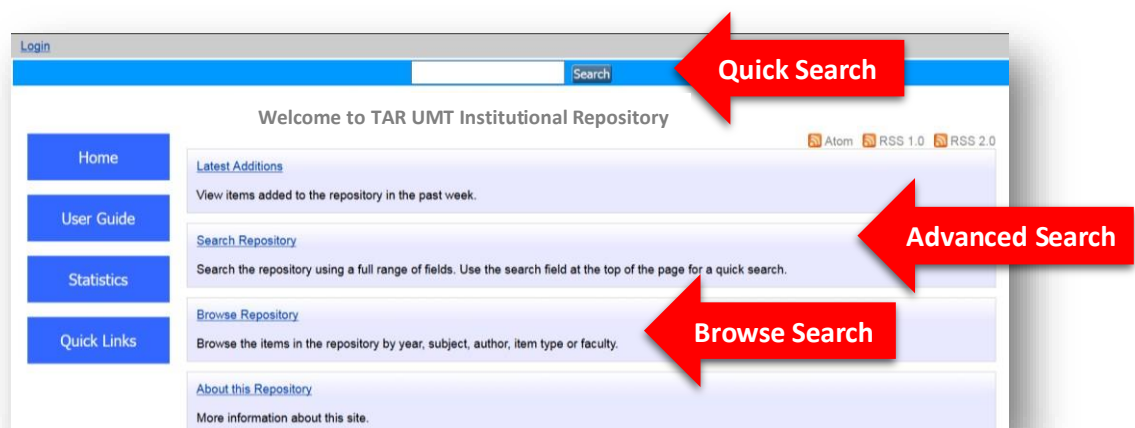 Login
Search
Quick Search
Welcome to TAR UMT Institutional Repository
Atom RSS 1.0 RSS 2.0
Home
User Guide
Statistics
Quick Links
Latest Additions
View items added to the repository in the past week.
Search Repository
Search the repository using a full range of fields. Use the search field at the top of the page for a quick search.
Advanced Search
Browse Repository
Browse the items in the repository by year, subject, author, item type or faculty.
Browse Search
About this Repository
More information about this site.